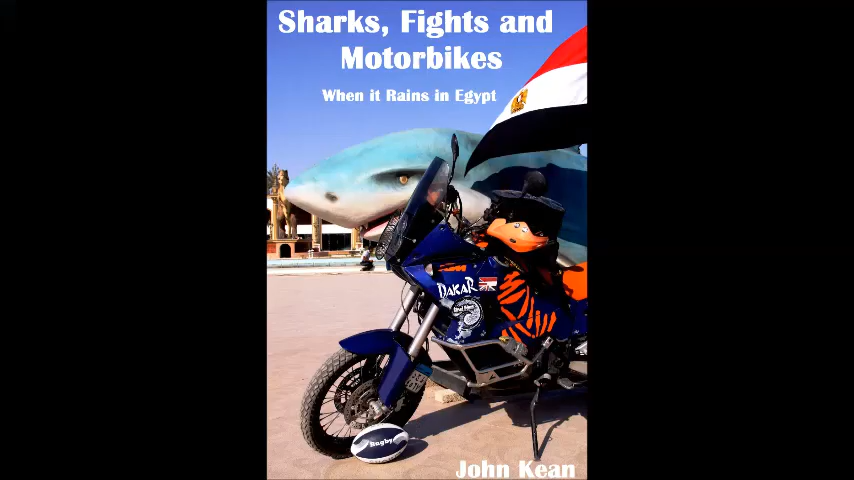 Sharks, Fights and
Motorbikes
When it Rains in Egypt
DAKAR
Rugby
John Kean